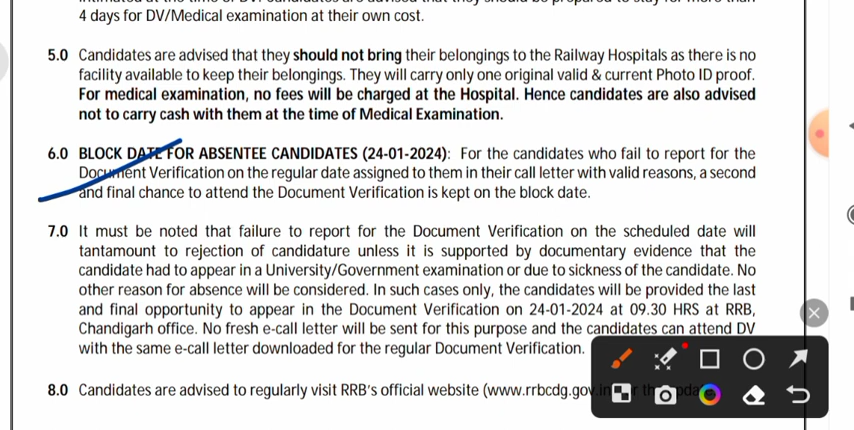 4 days for DV/Medical examination at their own cost.
5.0 Candidates are advised that they should not bring their belongings to the Railway Hospitals as there is no
facility available to keep their belongings. They will carry only one original valid & current Photo ID proof.
For medical examination, no fees will be charged at the Hospital. Hence candidates are also advised
not to carry cash with them at the time of Medical Examination.
6.0 BLOCK DATE FOR ABSENTEE CANDIDATES (24-01-2024): For the candidates who fail to report for the
Document Verification on the regular date assigned to them in their call letter with valid reasons, a second
and final chance to attend the Document Verification is kept on the block date.
7.0 It must be noted that failure to report for the Document Verification on the scheduled date will
tantamount to rejection of candidature unless it is supported by documentary evidence that the
candidate had to appear in a University/Government examination or due to sickness of the candidate. No
other reason for absence will be considered. In such cases only, the candidates will be provided the last
and final opportunity to appear in the Document Verification on 24-01-2024 at 09.30 HRS at RRB,
Chandigarh office. No fresh e-call letter will be sent for this purpose and the candidates can attend DV
with the same e-call letter downloaded for the regular Document Verification.
8.0 Candidates are advised to regularly visit RRB's official website (www.rrbcdg.gov.in